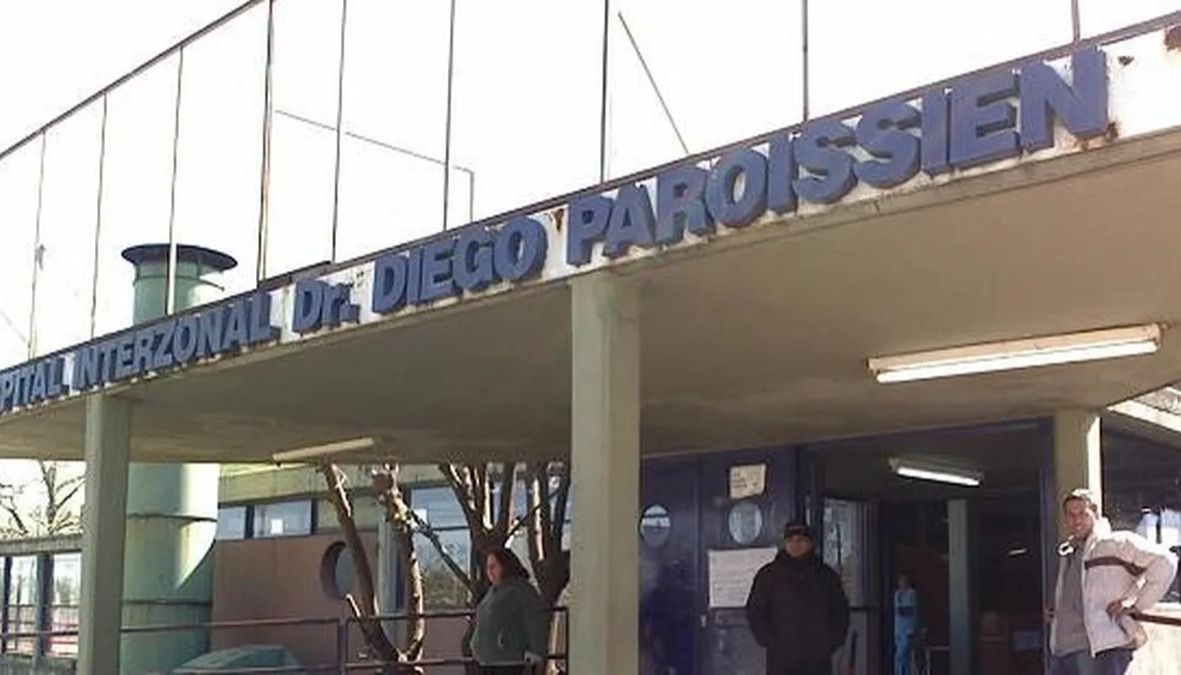 PITAL INTERZONAL Dr. DIEGO PAROISSIEN